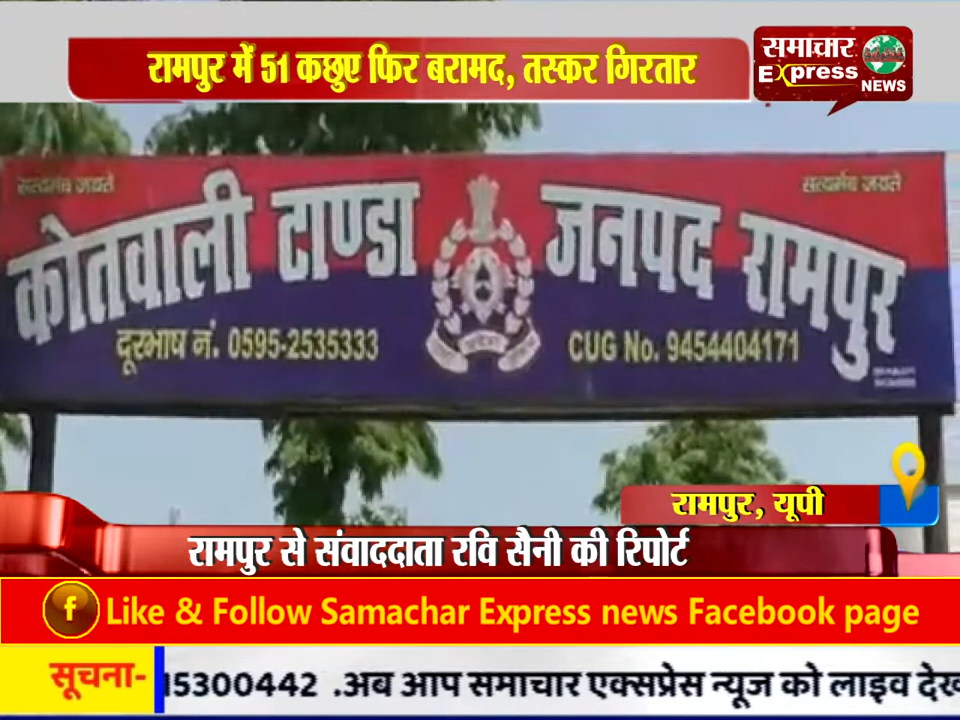 रामपुर में 51 कछुए फिर बरामद, तस्कर गिरतार
समाचार
Express
NEWS
सत्यमेव जयते
सत्यमेव जयते
कोतवाली टाण्डा जनपद रामपुर
दूरभाष नं. 0595-2535333
CUG No. 9454404171
रामपुर, यूपी
रामपुर से संवाददाता रवि सैनी की रिपोर्ट
f Like & Follow Samachar Express news Facebook page
सूचना- 15300442 .अब आप समाचार एक्सप्रेस न्यूज को लाइव देख